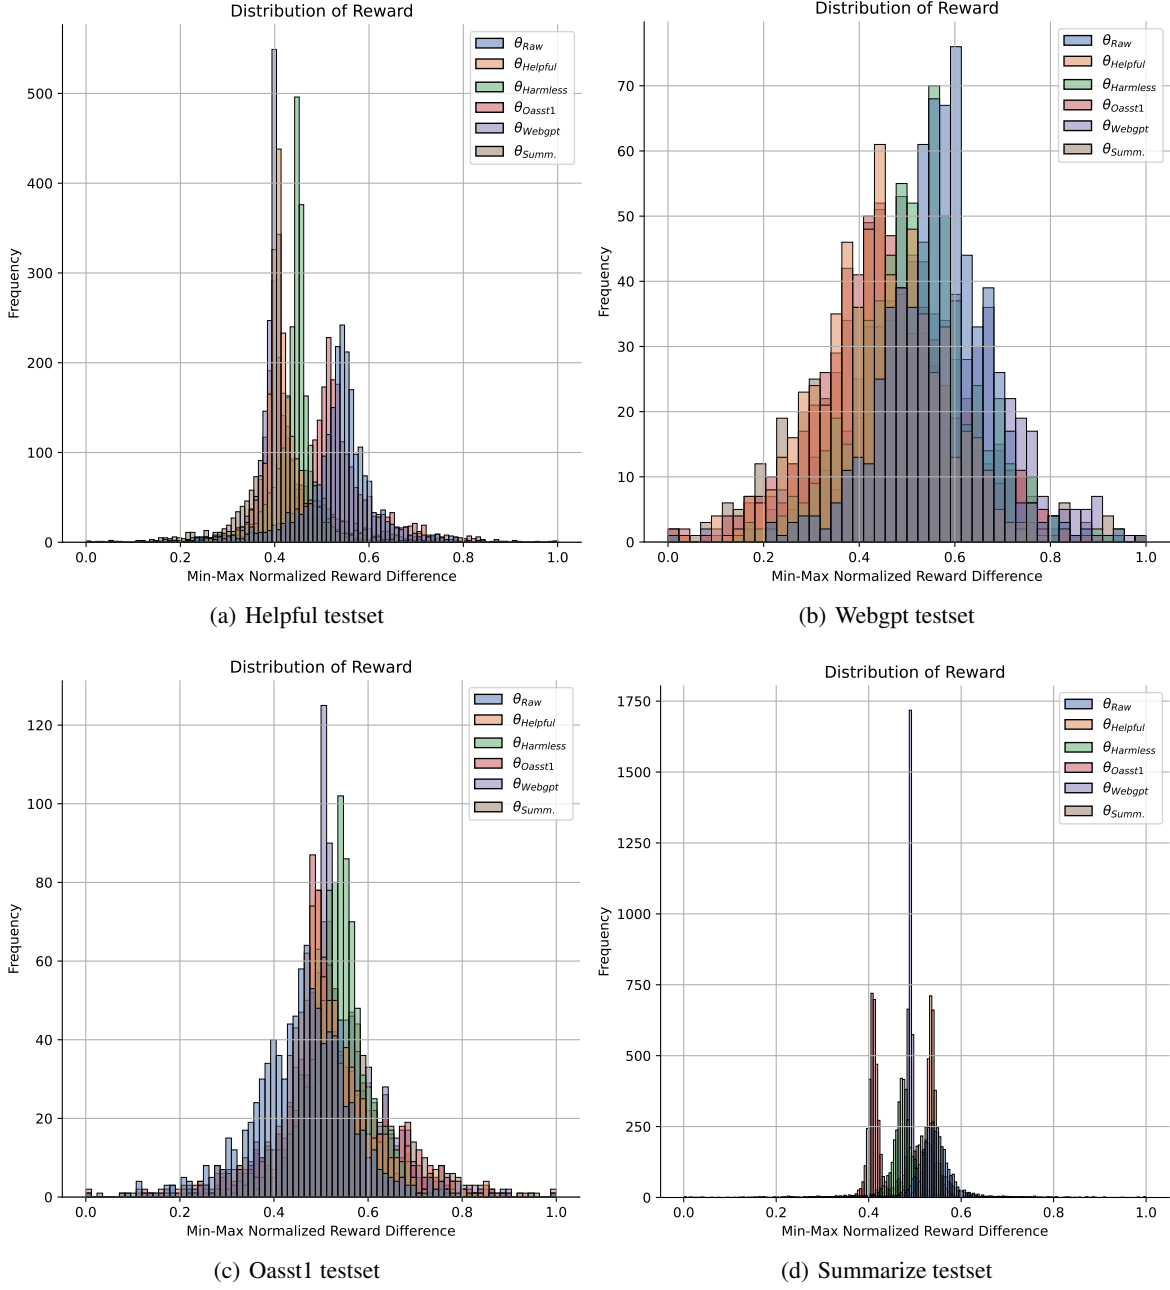 Distribution of Reward
Frequency
500
400
300
200
100
0
0.0 0.2 0.4 0.6 0.8 1.0
Min-Max Normalized Reward Difference
θRaw
θHelpful
θHarmless
θOasst1
θWebgpt
θSumm.
(a) Helpful testset
Distribution of Reward
Frequency
70
60
50
40
30
20
10
0
0.0 0.2 0.4 0.6 0.8 1.0
Min-Max Normalized Reward Difference
θRaw
θHelpful
θHarmless
θOasst1
θWebgpt
θSumm.
(b) Webgpt testset
Distribution of Reward
Frequency
120
100
80
60
40
20
0
0.0 0.2 0.4 0.6 0.8 1.0
Min-Max Normalized Reward Difference
θRaw
θHelpful
θHarmless
θOasst1
θWebgpt
θSumm.
(c) Oasst1 testset
Distribution of Reward
Frequency
1750
1500
1250
1000
750
500
250
0
0.0 0.2 0.4 0.6 0.8 1.0
Min-Max Normalized Reward Difference
θRaw
θHelpful
θHarmless
θOasst1
θWebgpt
θSumm.
(d) Summarize testset